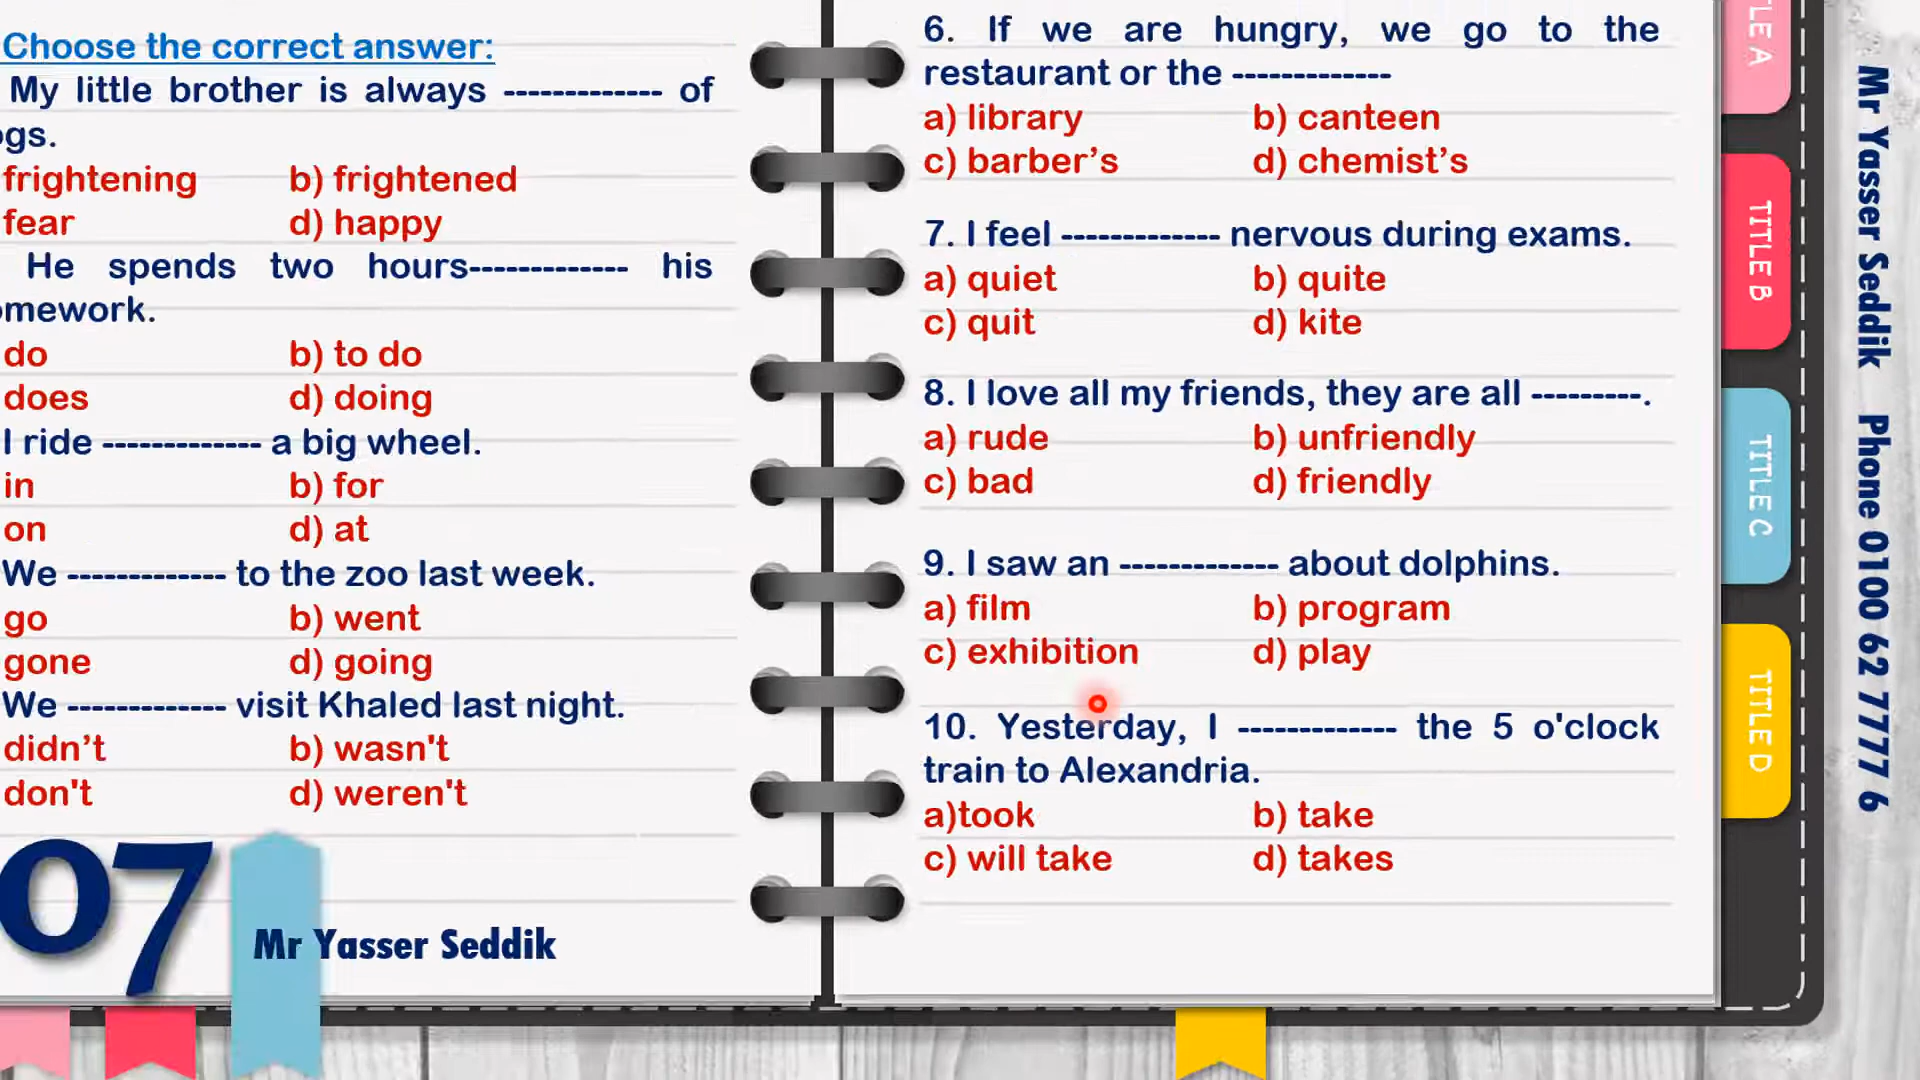 Choose the correct answer:
My little brother is always ------------- of
ogs.
frightening b) frightened
fear d) happy
He spends two hours------------- his
omework.
do b) to do
does d) doing
I ride ------------- a big wheel.
in b) for
on d) at
We ------------- to the zoo last week.
go b) went
gone d) going
We ------------- visit Khaled last night.
didn’t b) wasn't
don't d) weren't
07
Mr Yasser Seddik
6. If we are hungry, we go to the
restaurant or the -------------
a) library b) canteen
c) barber’s d) chemist’s
7. I feel ------------- nervous during exams.
a) quiet b) quite
c) quit d) kite
8. I love all my friends, they are all ---------.
a) rude b) unfriendly
c) bad d) friendly
9. I saw an ------------- about dolphins.
a) film b) program
c) exhibition d) play
10. Yesterday, I ------------- the 5 o'clock
train to Alexandria.
a)took b) take
c) will take d) takes
TLE A
TITLE B
TITLE C
TITLE D
Mr Yasser Seddik Phone 0100 62 7777 6